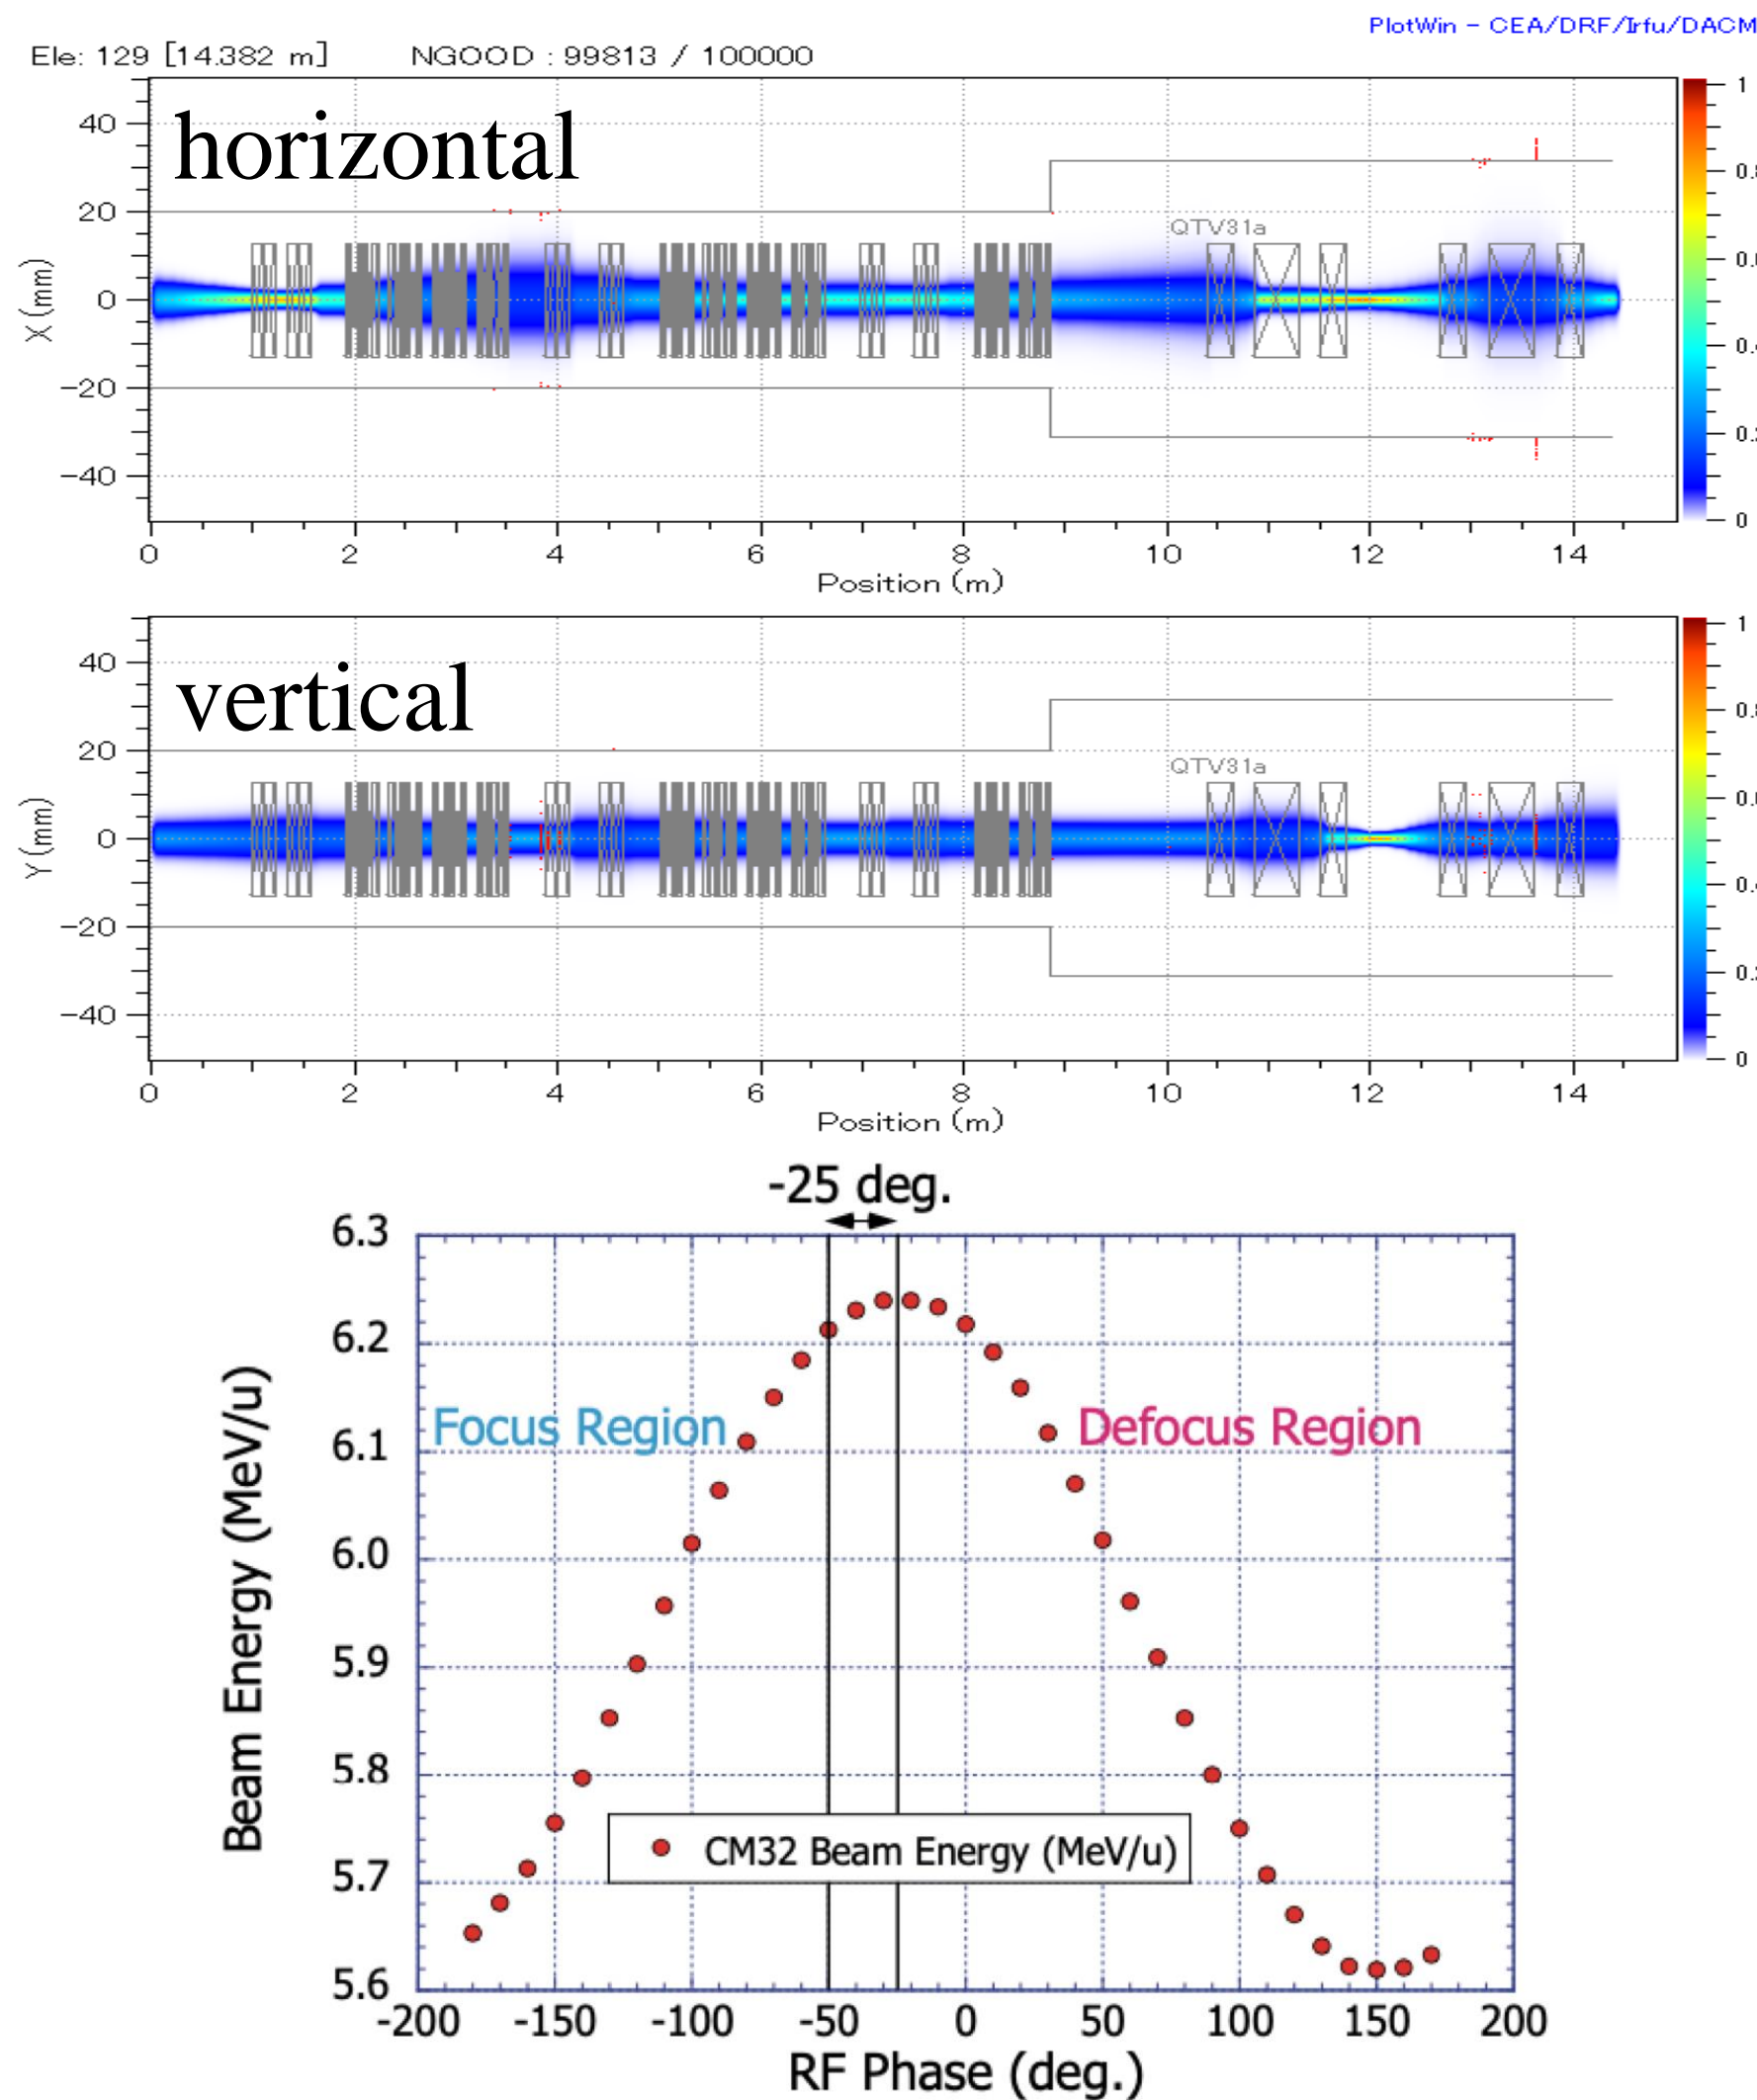 PlotWin - CEA/DRF/Irfu/DACM
Ele: 129 [14.382 m] NGOOD : 99813 / 100000
horizontal
X (mm)
40
20
0
-20
-40
QTV31a
1
0
0 2 4 6 8 10 12 14
Position (m)
vertical
Y (mm)
40
20
0
-20
-40
QTV31a
1
0
0 2 4 6 8 10 12 14
Position (m)
-25 deg.
Beam Energy (MeV/u)
6.3
6.2
6.1
6.0
5.9
5.8
5.7
5.6
Focus Region
Defocus Region
CM32 Beam Energy (MeV/u)
-200 -150 -100 -50 0 50 100 150 200
RF Phase (deg.)